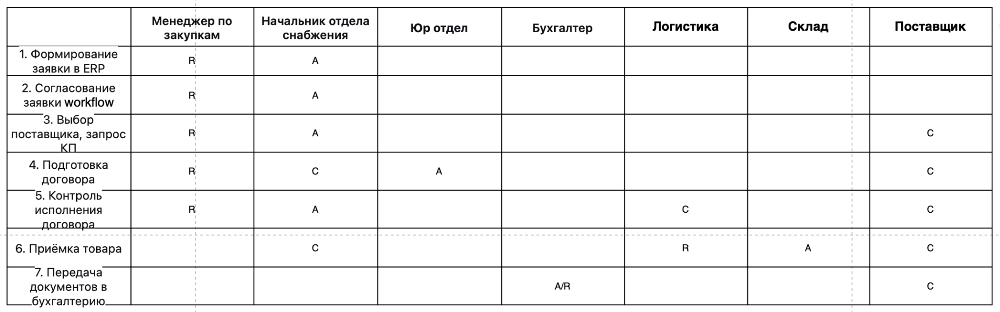 Менеджер по
закупкам
Начальник отдела
снабжения
Юр отдел
Бухгалтер
Логистика
Склад
Поставщик
1. Формирование
заявки в ERP
R
A
2. Согласование
заявки workflow
R
A
3. Выбор
поставщика, запрос
КП
R
A
C
4. Подготовка
договора
R
C
A
C
5. Контроль
исполнения
договора
R
A
C
C
6. Приёмка товара
C
R
A
C
7. Передача
документов в
бухгалтерию
A/R
C